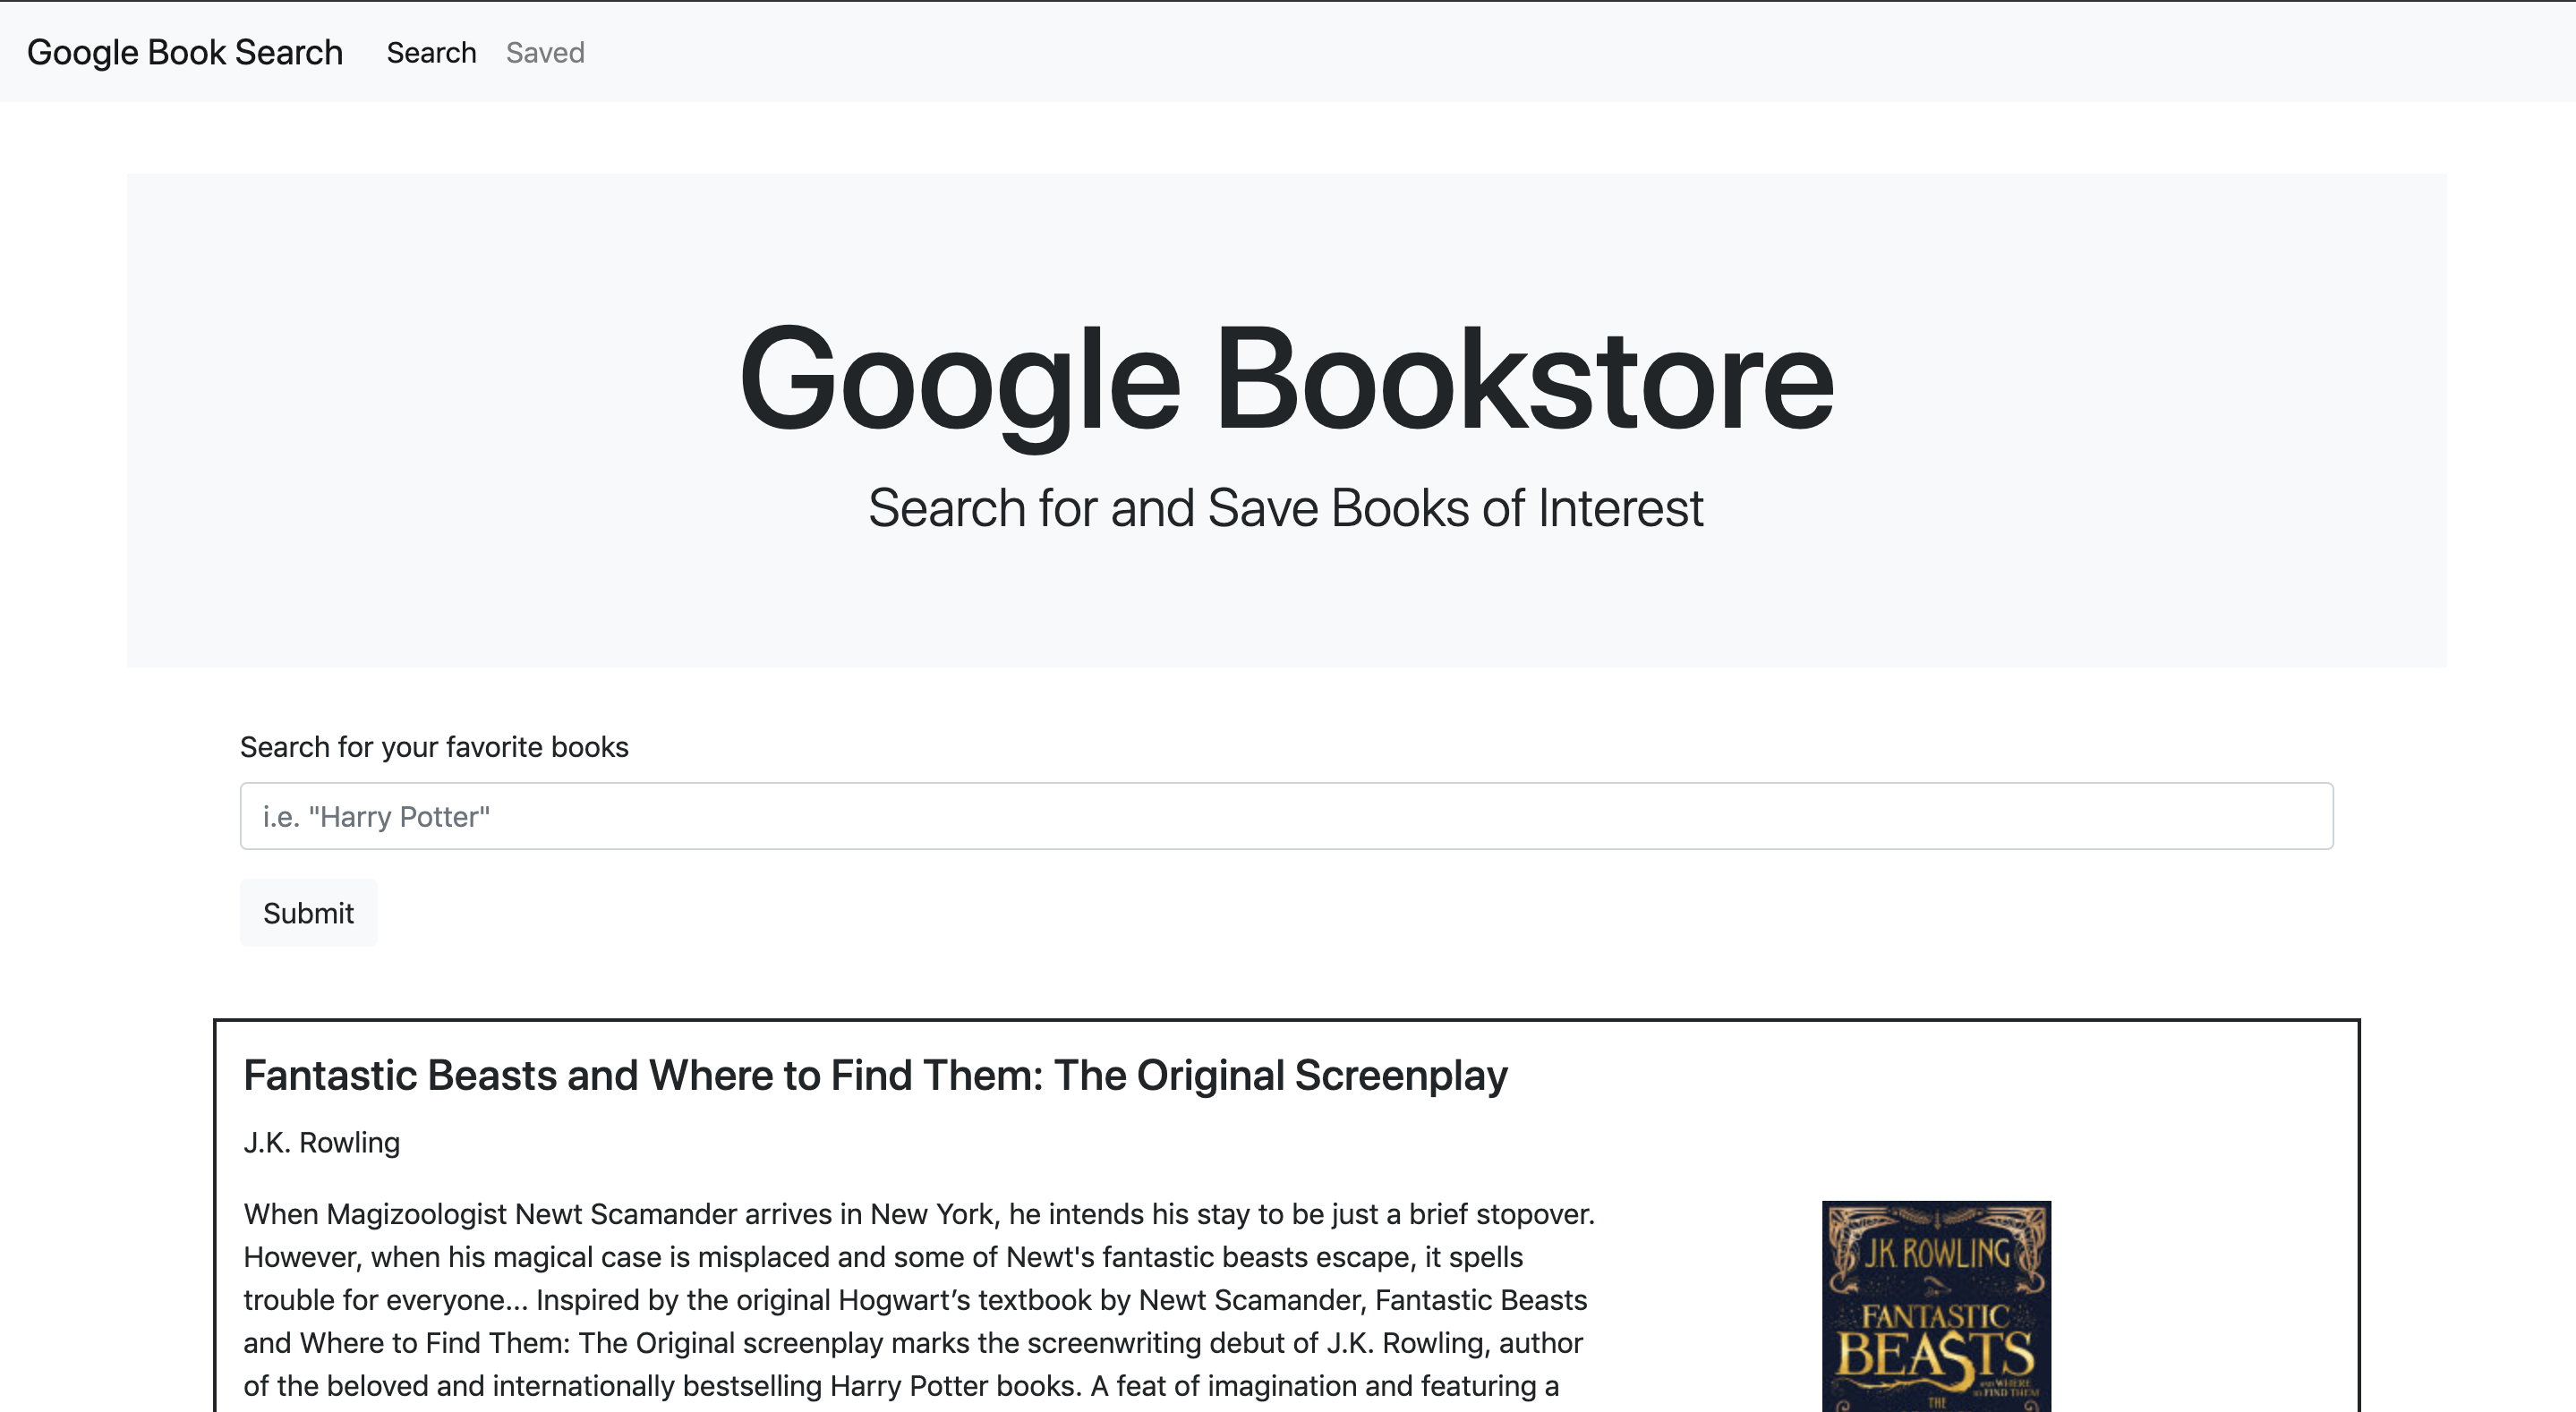 Google Book Search Search Saved
Google Bookstore
Search for and Save Books of Interest
Search for your favorite books
i.e. "Harry Potter"
Submit
Fantastic Beasts and Where to Find Them: The Original Screenplay
J.K. Rowling
When Magizoologist Newt Scamander arrives in New York, he intends his stay to be just a brief stopover.
However, when his magical case is misplaced and some of Newt's fantastic beasts escape, it spells
trouble for everyone... Inspired by the original Hogwart’s textbook by Newt Scamander, Fantastic Beasts
and Where to Find Them: The Original screenplay marks the screenwriting debut of J.K. Rowling, author
of the beloved and internationally bestselling Harry Potter books. A feat of imagination and featuring a
J.K. ROWLING
FANTASTIC
BEASTS
AND WHERE
TO FIND THEM
THE